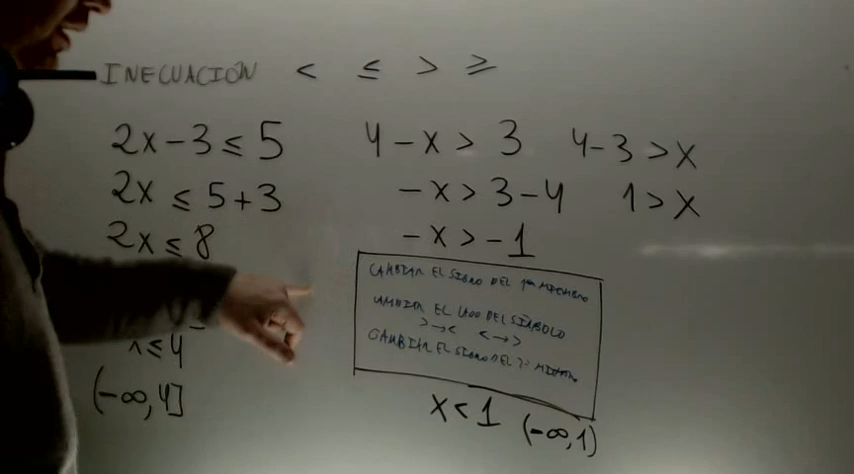 INECUACIÓN < ≤ > ≥
2x-3 ≤ 5
2x ≤ 5+3
2x ≤ 8
≤ 4
(-∞, 4]
4-x > 3
-x > 3-4
-x > -1
CAMBIAR EL SIGNO DEL 1er MIEMBRO
CAMBIAR EL LADO DEL SÍMBOLO
>→< <→>
CAMBIAR EL SIGNO DEL 2º
x < 1 (-∞, 1)
4-3 > x
1 > x